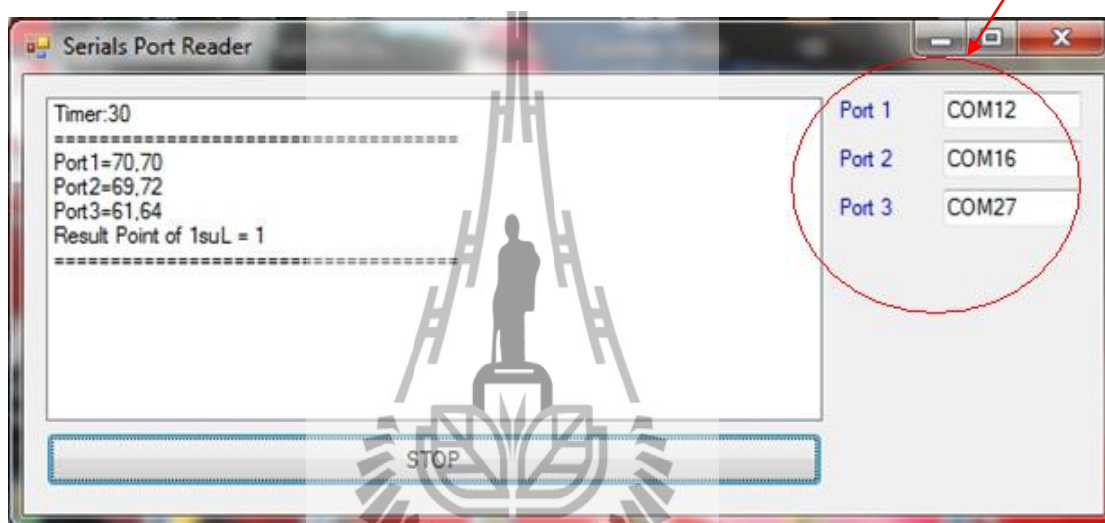 Serials Port Reader
Timer:30
====================================
Port1=70,70
Port2=69,72
Port3=61,64
Result Point of 1suL = 1
====================================
Port 1 COM12
Port 2 COM16
Port 3 COM27
STOP